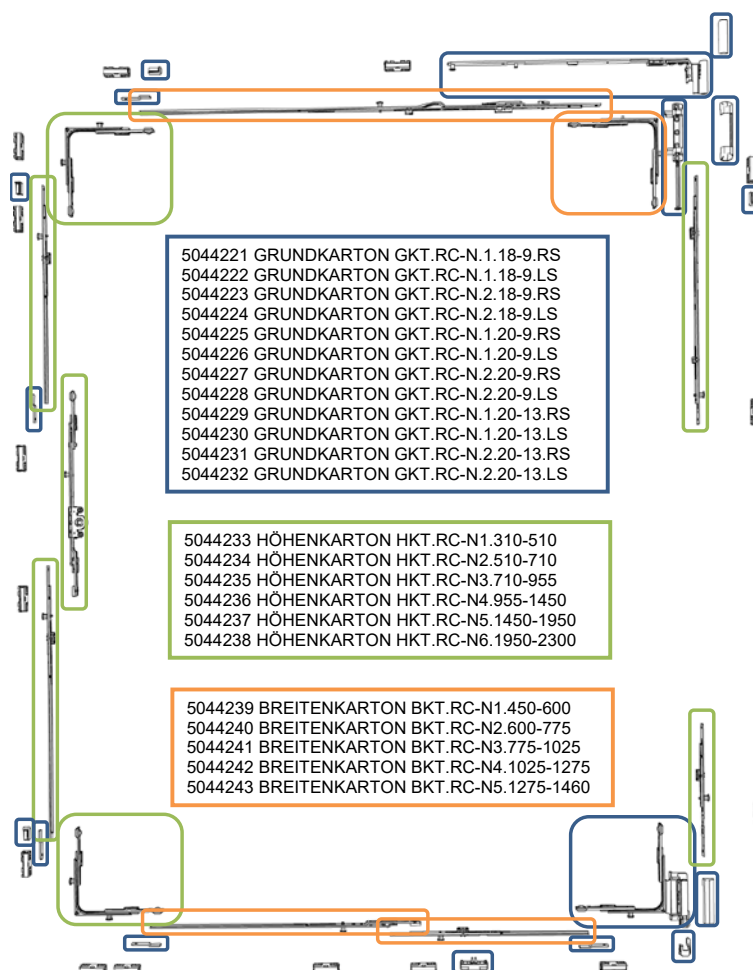 5044221 GRUNDKARTON GKT.RC-N.1.18-9.RS
5044222 GRUNDKARTON GKT.RC-N.1.18-9.LS
5044223 GRUNDKARTON GKT.RC-N.2.18-9.RS
5044224 GRUNDKARTON GKT.RC-N.2.18-9.LS
5044225 GRUNDKARTON GKT.RC-N.1.20-9.RS
5044226 GRUNDKARTON GKT.RC-N.1.20-9.LS
5044227 GRUNDKARTON GKT.RC-N.2.20-9.RS
5044228 GRUNDKARTON GKT.RC-N.2.20-9.LS
5044229 GRUNDKARTON GKT.RC-N.1.20-13.RS
5044230 GRUNDKARTON GKT.RC-N.1.20-13.LS
5044231 GRUNDKARTON GKT.RC-N.2.20-13.RS
5044232 GRUNDKARTON GKT.RC-N.2.20-13.LS
5044233 HÖHENKARTON HKT.RC-N1.310-510
5044234 HÖHENKARTON HKT.RC-N2.510-710
5044235 HÖHENKARTON HKT.RC-N3.710-955
5044236 HÖHENKARTON HKT.RC-N4.955-1450
5044237 HÖHENKARTON HKT.RC-N5.1450-1950
5044238 HÖHENKARTON HKT.RC-N6.1950-2300
5044239 BREITENKARTON BKT.RC-N1.450-600
5044240 BREITENKARTON BKT.RC-N2.600-775
5044241 BREITENKARTON BKT.RC-N3.775-1025
5044242 BREITENKARTON BKT.RC-N4.1025-1275
5044243 BREITENKARTON BKT.RC-N5.1275-1460